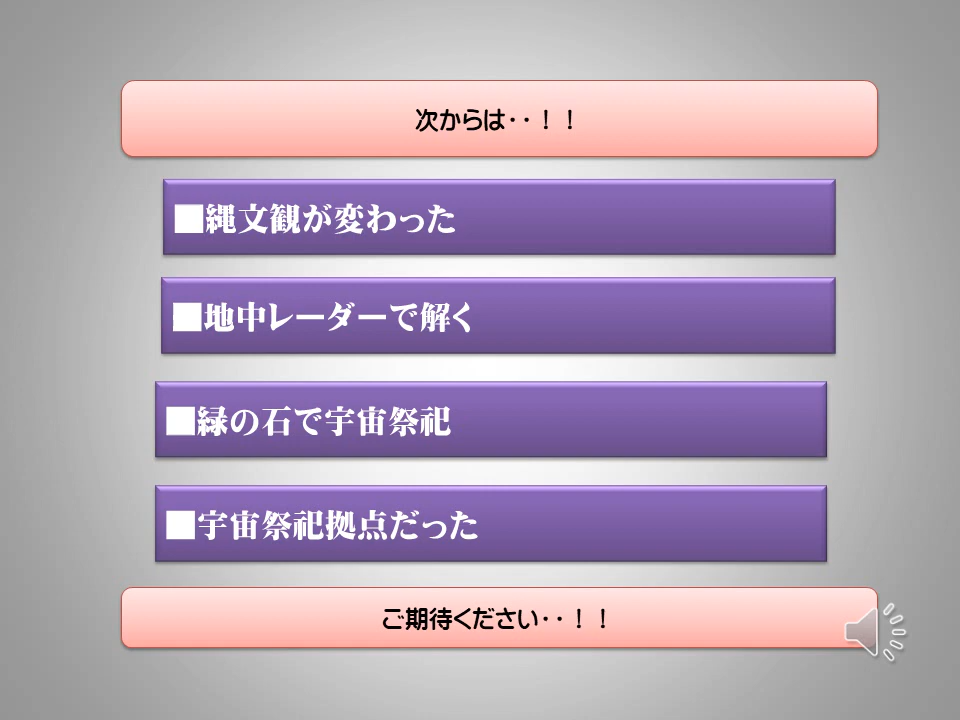 次からは‥！！
■縄文観が変わった
■地中レーダーで解く
■緑の石で宇宙祭祀
■宇宙祭祀拠点だった
ご期待ください‥！！